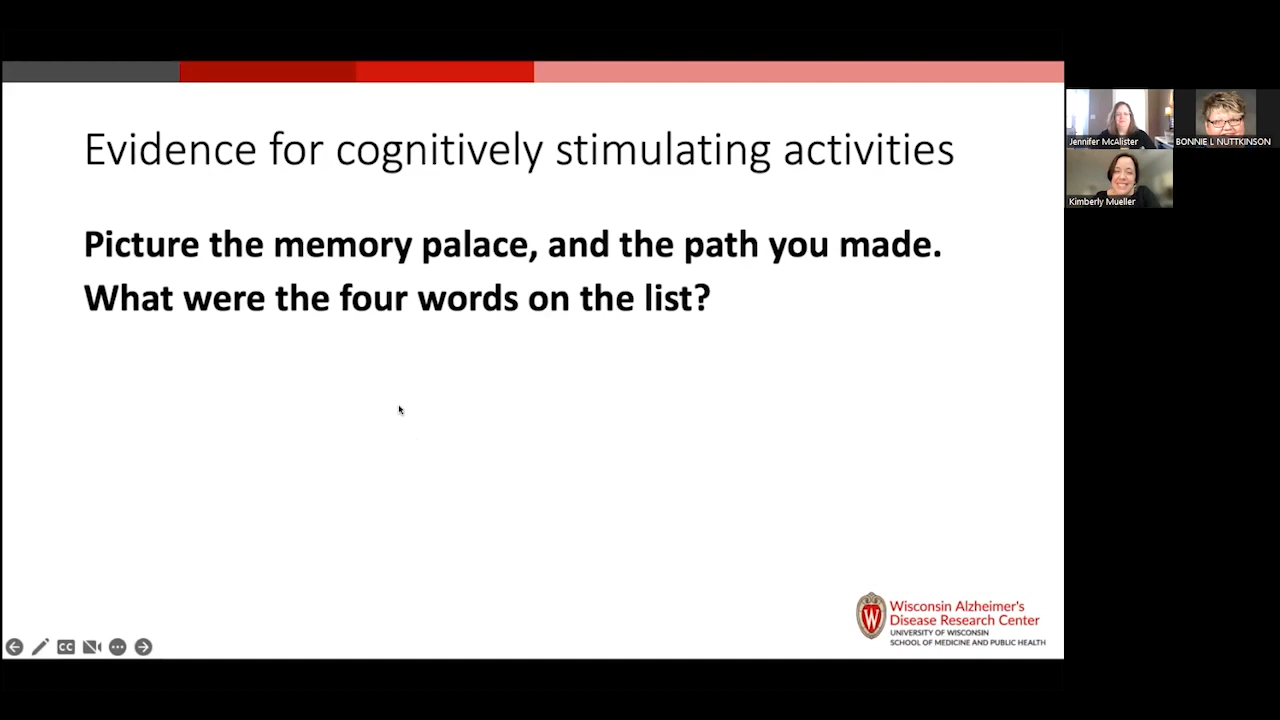 Evidence for cognitively stimulating activities
Picture the memory palace, and the path you made.
What were the four words on the list?
Jennifer McAlister
BONNIE L NUTTKINSON
Kimberly Mueller
CC
W
Wisconsin Alzheimer's
Disease Research Center
UNIVERSITY OF WISCONSIN
SCHOOL OF MEDICINE AND PUBLIC HEALTH